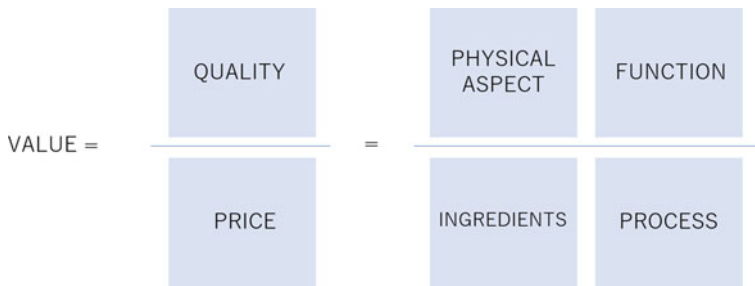 QUALITY
PHYSICAL
ASPECT
FUNCTION
VALUE =
=
PRICE
INGREDIENTS
PROCESS